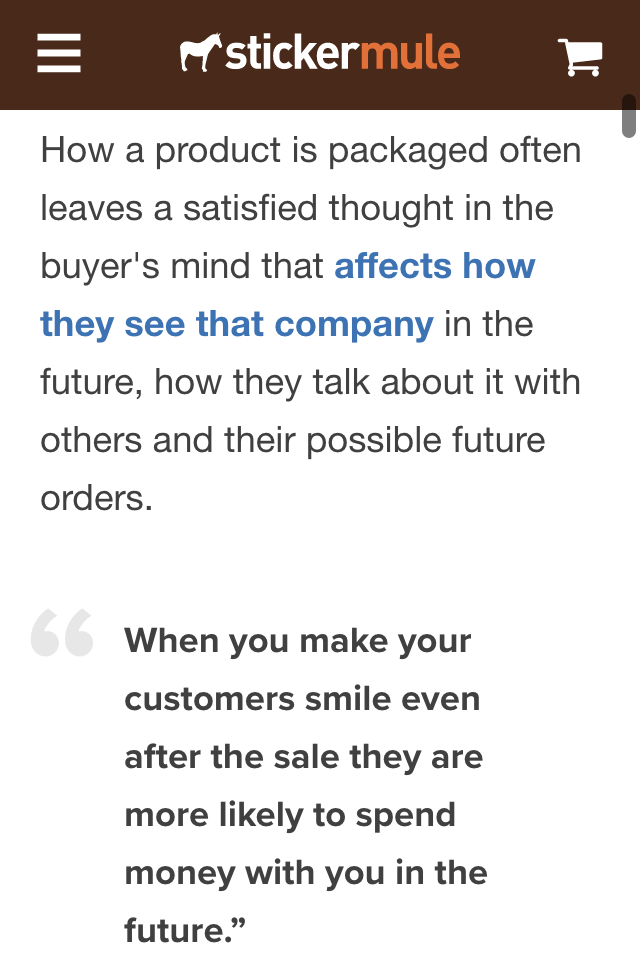 stickermule
How a product is packaged often
leaves a satisfied thought in the
buyer's mind that affects how
they see that company in the
future, how they talk about it with
others and their possible future
orders.
“ When you make your
customers smile even
after the sale they are
more likely to spend
money with you in the
future.”